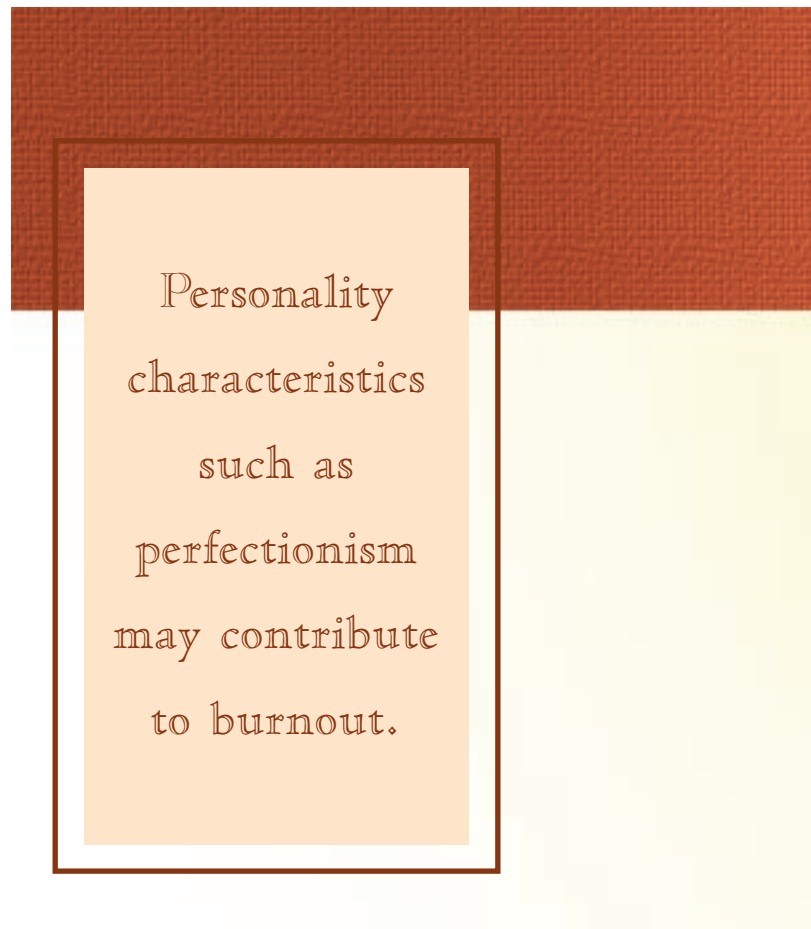 Personality
characteristics
such as
perfectionism
may contribute
to burnout.